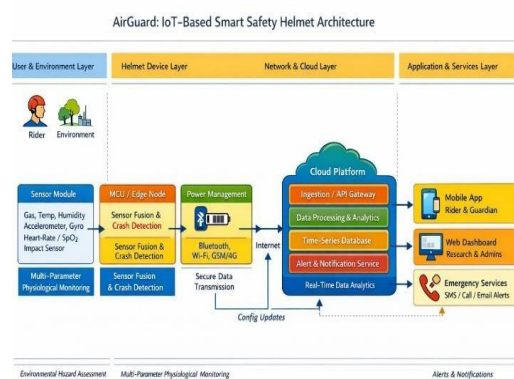 AirGuard: IoT-Based Smart Safety Helmet Architecture
User & Environment Layer
Helmet Device Layer
Network & Cloud Layer
Application & Services Layer
Rider
Environment
Sensor Module
Gas, Temp, Humidity
Accelerometer, Gyro
Heart-Rate / SpO2
Impact Sensor
Multi-Parameter
Physiological Monitoring
MCU / Edge Node
Sensor Fusion &
Crash Detection
Sensor Fusion &
Crash Detection
Sensor Fusion
& Crash Detection
Power Management
Bluetooth,
Wi-Fi, GSM/4G
Secure Data
Transmission
Internet
Config Updates
Cloud Platform
Ingestion / API Gateway
Data Processing & Analytics
Time-Series Database
Alert & Notification Service
Real-Time Data Analytics
Mobile App
Rider & Guardian
Web Dashboard
Research & Admins
Emergency Services
SMS / Call / Email Alerts
Environmental Hazard Assessment
Multi-Parameter Physiological Monitoring
Alerts & Notifications